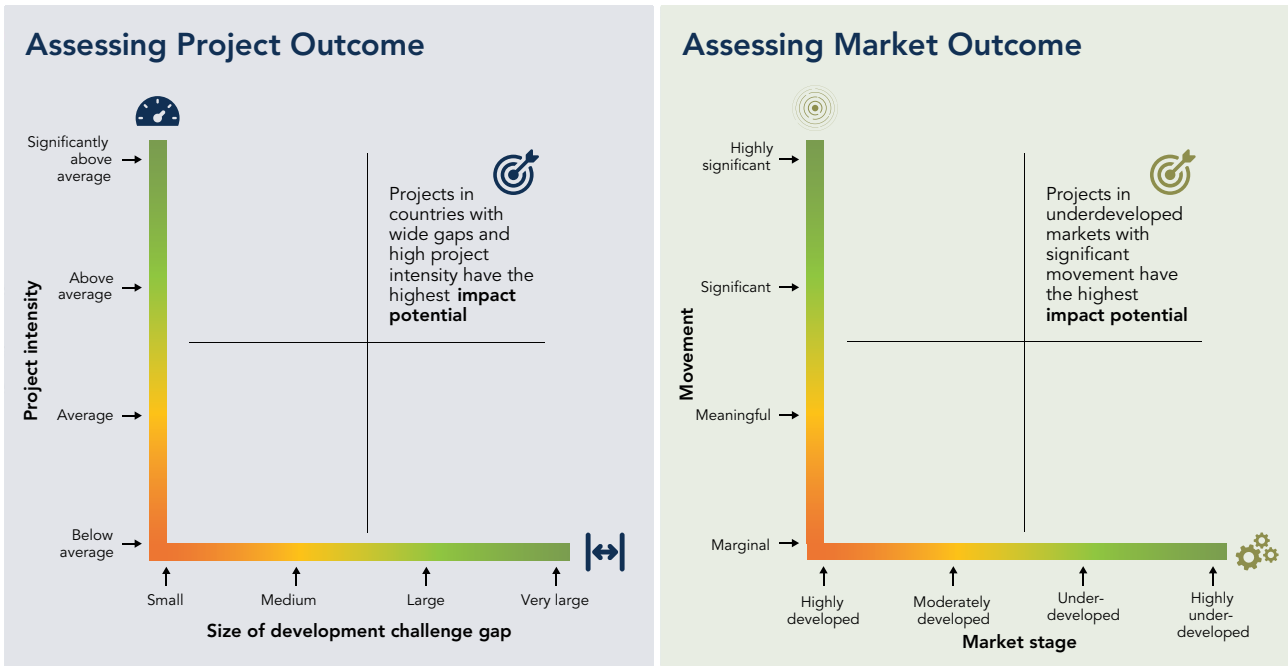 Assessing Project Outcome
Significantly
above
average
Above
average
Average
Below
average
Project intensity
Projects in
countries with
wide gaps and
high project
intensity have the
highest impact
potential
Small
Medium
Large
Very large
Size of development challenge gap
Assessing Market Outcome
Highly
significant
Significant
Meaningful
Marginal
Movement
Projects in
underdeveloped
markets with
significant
movement have
the highest
impact potential
Highly
developed
Moderately
developed
Under-
developed
Highly
under-
developed
Market stage